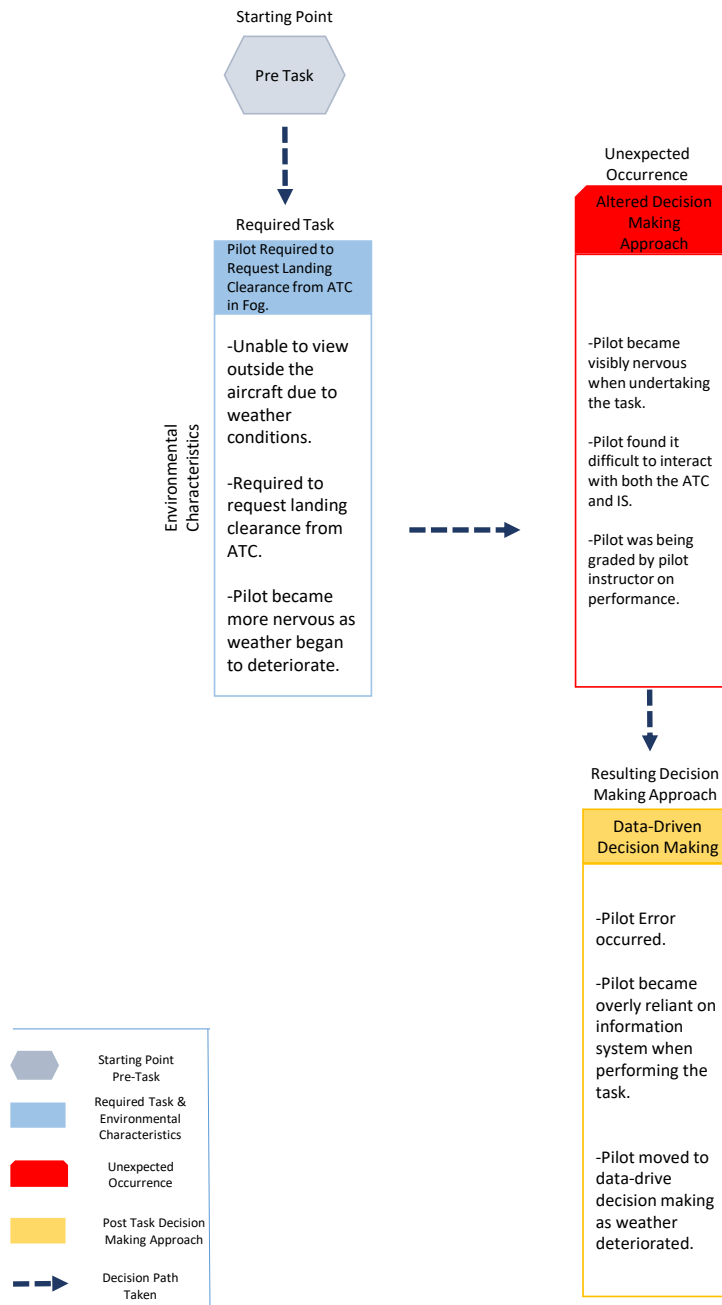 Starting Point
Pre Task
Required Task
Pilot Required to
Request Landing
Clearance from ATC
in Fog.
Environmental
Characteristics
-Unable to view
outside the
aircraft due to
weather
conditions.
-Required to
request landing
clearance from
ATC.
-Pilot became
more nervous as
weather began
to deteriorate.
Unexpected
Occurrence
Altered Decision
Making
Approach
-Pilot became
visibly nervous
when undertaking
the task.
-Pilot found it
difficult to interact
with both the ATC
and IS.
-Pilot was being
graded by pilot
instructor on
performance.
Resulting Decision
Making Approach
Data-Driven
Decision Making
-Pilot Error
occurred.
-Pilot became
overly reliant on
information
system when
performing the
task.
-Pilot moved to
data-drive
decision making
as weather
deteriorated.
Starting Point
Pre-Task
Required Task &
Environmental
Characteristics
Unexpected
Occurrence
Post Task Decision
Making Approach
Decision Path
Taken